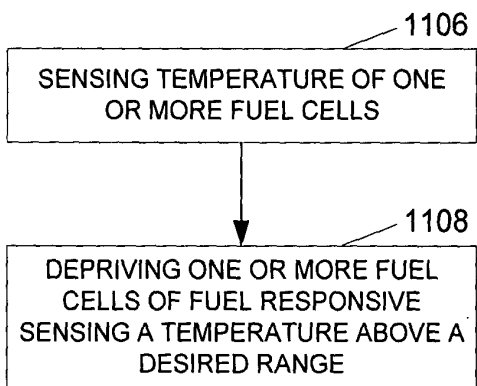 1106
SENSING TEMPERATURE OF ONE
OR MORE FUEL CELLS
1108
DEPRIVING ONE OR MORE FUEL
CELLS OF FUEL RESPONSIVE
SENSING A TEMPERATURE ABOVE A
DESIRED RANGE